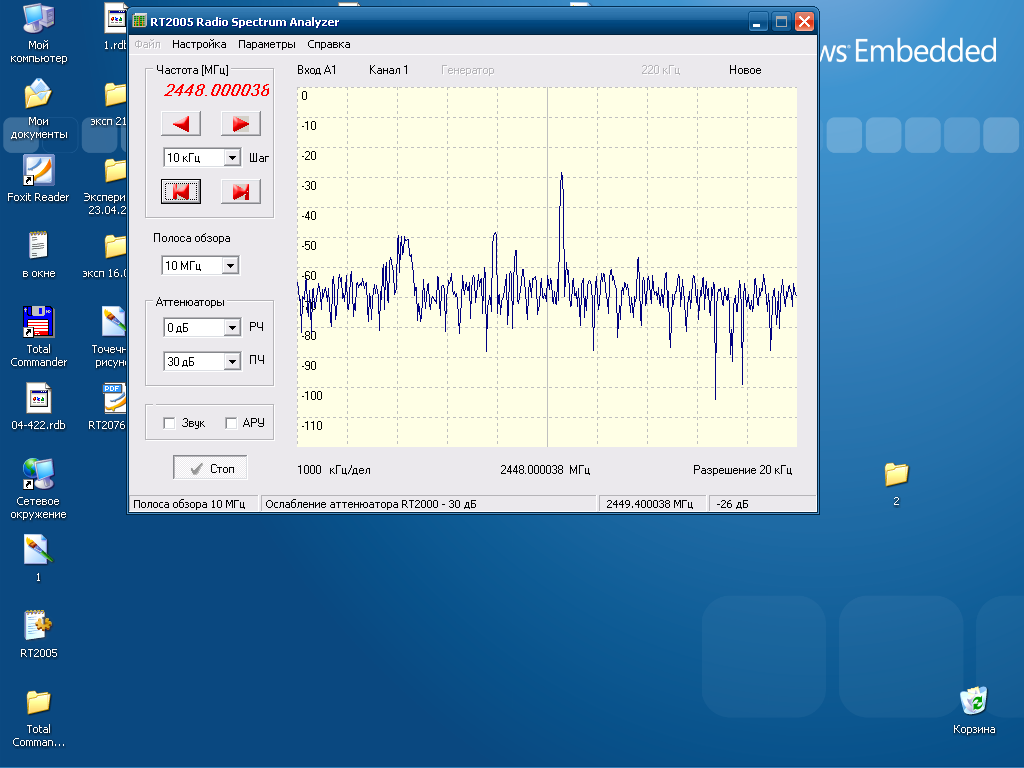 RT2005 Radio Spectrum Analyzer
Файл Настройка Параметры Справка
Частота [МГц]
2448.000038
10 кГц
Шаг
Полоса обзора
10 МГц
Аттенюаторы
0 дБ
РЧ
30 дБ
ПЧ
Звук
АРУ
Стоп
Вход A1 Канал 1 Генератор 220 кГц Новое
0
-10
-20
-30
-40
-50
-60
-80
-90
-100
-110
1000 кГц/дел 2448.000038 МГц Разрешение 20 кГц
Полоса обзора 10 МГц Ослабление аттенюатора RT2000 - 30 дБ 2449.400038 МГц -26 дБ
ws Embedded
Мой
компьютер
Мои
документы
Foxit Reader
в окне
Total
Commander
04-422.rdb
Сетевое
окружение
1
RT2005
Total
Comman...
1.rdb
эксп 21
Экспери
23.04.2
эксп 16.0
Точечн
рисун
PDF
RT2076
2
Корзина